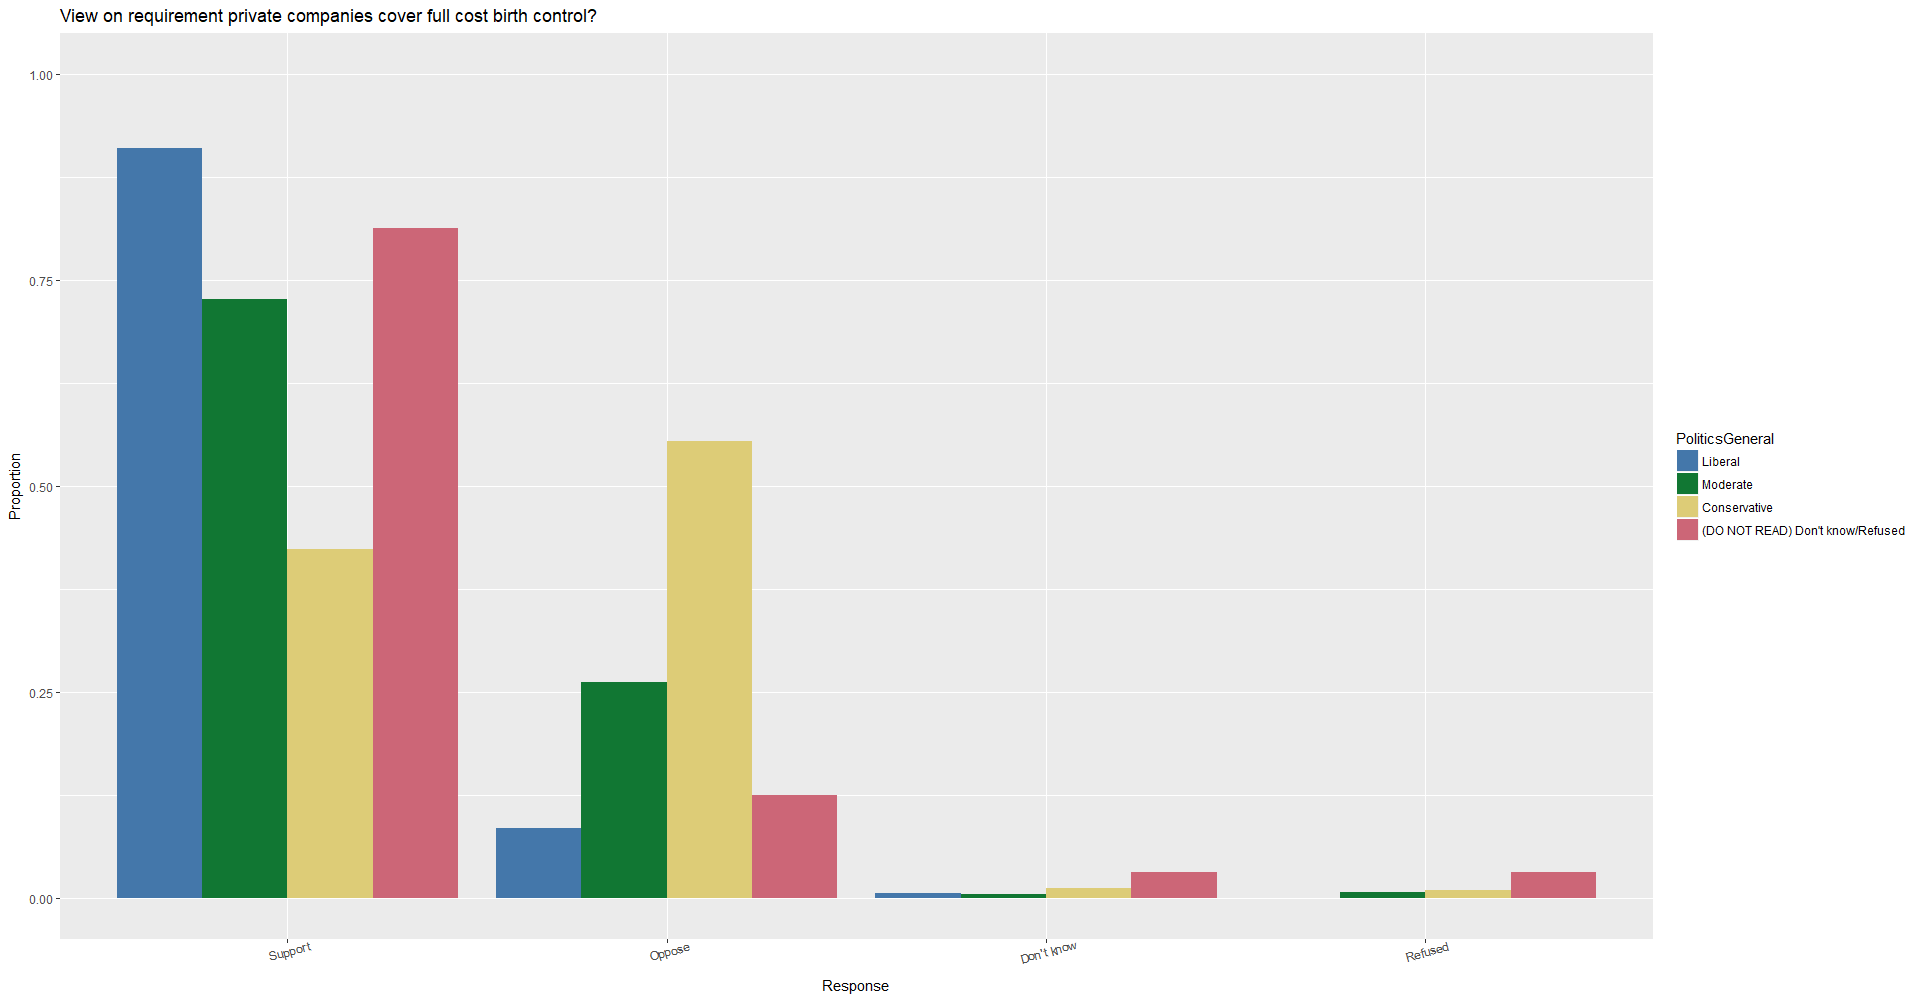 View on requirement private companies cover full cost birth control?
1.00
0.75
0.50
0.25
0.00
Proportion
Support
Oppose
Don't know
Refused
Response
PoliticsGeneral
Liberal
Moderate
Conservative
(DO NOT READ) Don't know/Refused